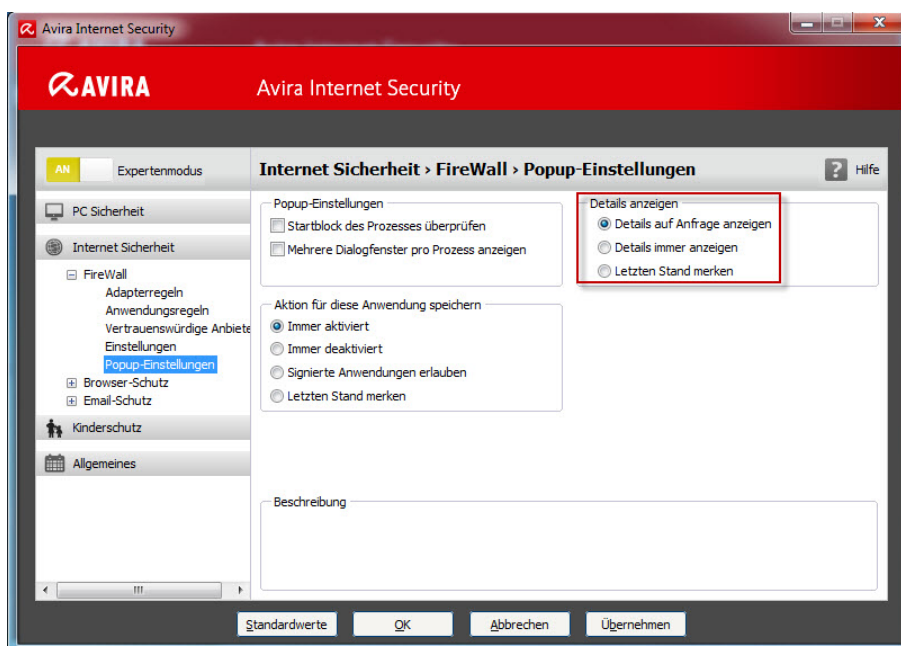 Avira Internet Security
AVIRA
Avira Internet Security
AN
Expertenmodus
Internet Sicherheit › FireWall › Popup-Einstellungen
? Hilfe
PC Sicherheit
Internet Sicherheit
FireWall
Adapterregeln
Anwendungsregeln
Vertrauenswürdige Anbiete
Einstellungen
Popup-Einstellungen
Browser-Schutz
Email-Schutz
Kinderschutz
Allgemeines
Popup-Einstellungen
Startblock des Prozesses überprüfen
Mehrere Dialogfenster pro Prozess anzeigen
Details anzeigen
Details auf Anfrage anzeigen
Details immer anzeigen
Letzten Stand merken
Aktion für diese Anwendung speichern
Immer aktiviert
Immer deaktiviert
Signierte Anwendungen erlauben
Letzten Stand merken
Beschreibung
Standardwerte
OK
Abbrechen
Übernehmen